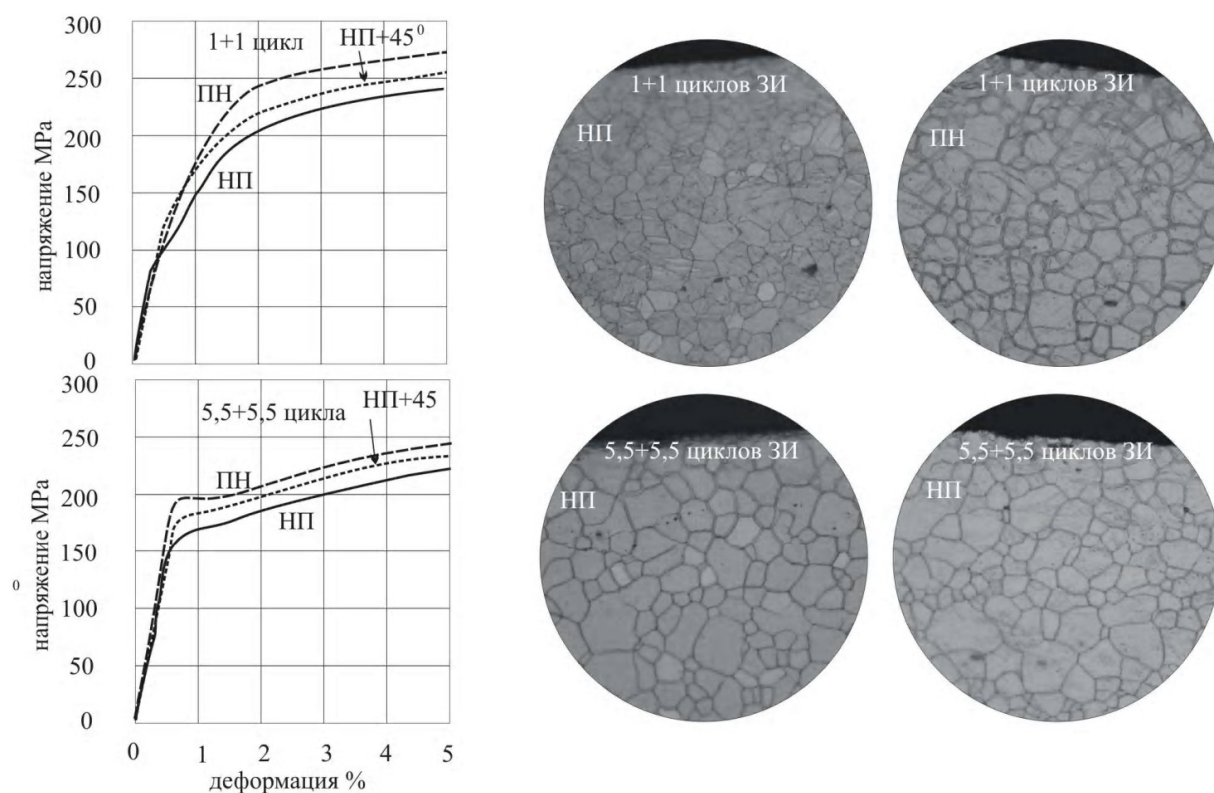 300
250
200
150
100
50
0
напряжение MPa
1+1 цикл
НП+45⁰
ПН
НП
300
250
200
150
100
50
0
напряжение MPa
0
5,5+5,5 цикла
НП+45
ПН
НП
0 1 2 3 4 5
деформация %
1+1 циклов ЗИ
НП
1+1 циклов ЗИ
ПН
5,5+5,5 циклов ЗИ
НП
5,5+5,5 циклов ЗИ
НП